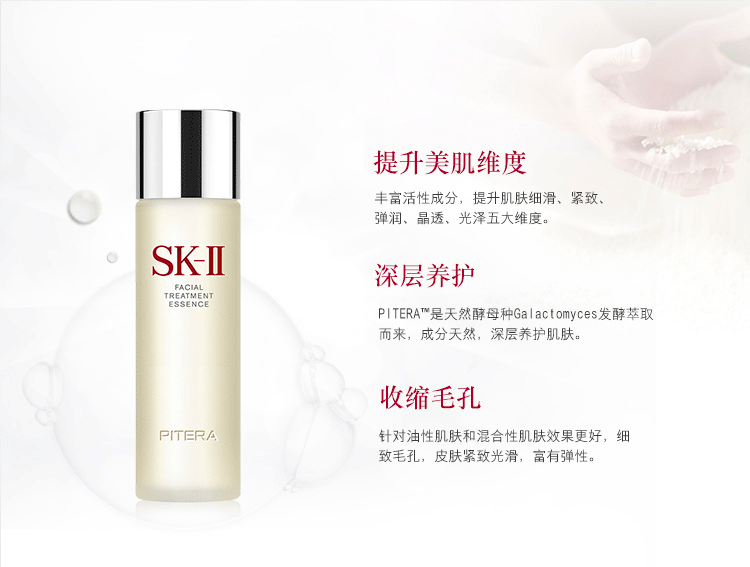 SK-II
FACIAL
TREATMENT
ESSENCE
PITERA
提升美肌维度
丰富活性成分，提升肌肤细滑、紧致、
弹润、晶透、光泽五大维度。
深层养护
PITERA™是天然酵母种Galactomyces发酵萃取
而来，成分天然，深层养护肌肤。
收缩毛孔
针对油性肌肤和混合性肌肤效果更好，细
致毛孔，皮肤紧致光滑，富有弹性。